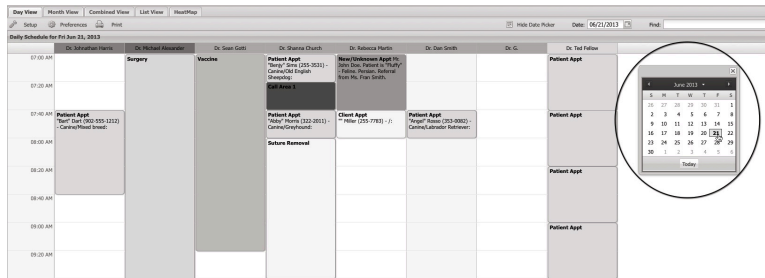 Day View Month View Combined View List View HeatMap
Setup Preferences Print Hide Date Picker Date: 06/21/2013 Find:
Daily Schedule for Fri Jun 21, 2013
Dr. Johnathan Harris Dr. Michael Alexander Dr. Sean Gotti Dr. Shanna Church Dr. Rebecca Martin Dr. Dan Smith Dr. G. Dr. Ted Fellow
07:00 AM
Surgery
Vaccine
Patient Appt
"Benjy" Sims (255-3531) -
Canine/Old English
Sheepdog:
New/Unknown Appt Mr.
John Doe. Patient is "Fluffy"
- Feline. Persian. Referral
from Ms. Fran Smith.
Patient Appt
07:20 AM
Call Area 1
07:40 AM
Patient Appt
"Bart" Dart (902-555-1212)
- Canine/Mixed breed:
Patient Appt
"Abby" Morris (322-2011) -
Canine/Greyhound:
Client Appt
"" Miller (255-7783) - /:
Patient Appt
"Angel" Rosso (353-0082) -
Canine/Labrador Retriever:
Patient Appt
08:00 AM
Suture Removal
08:20 AM
Patient Appt
08:40 AM
09:00 AM
Patient Appt
09:20 AM
June 2013
S M T W T F S
26 27 28 29 30 31 1
2 3 4 5 6 7 8
9 10 11 12 13 14 15
16 17 18 19 20 21 22
23 24 25 26 27 28 29
30 1 2 3 4 5 6
Today